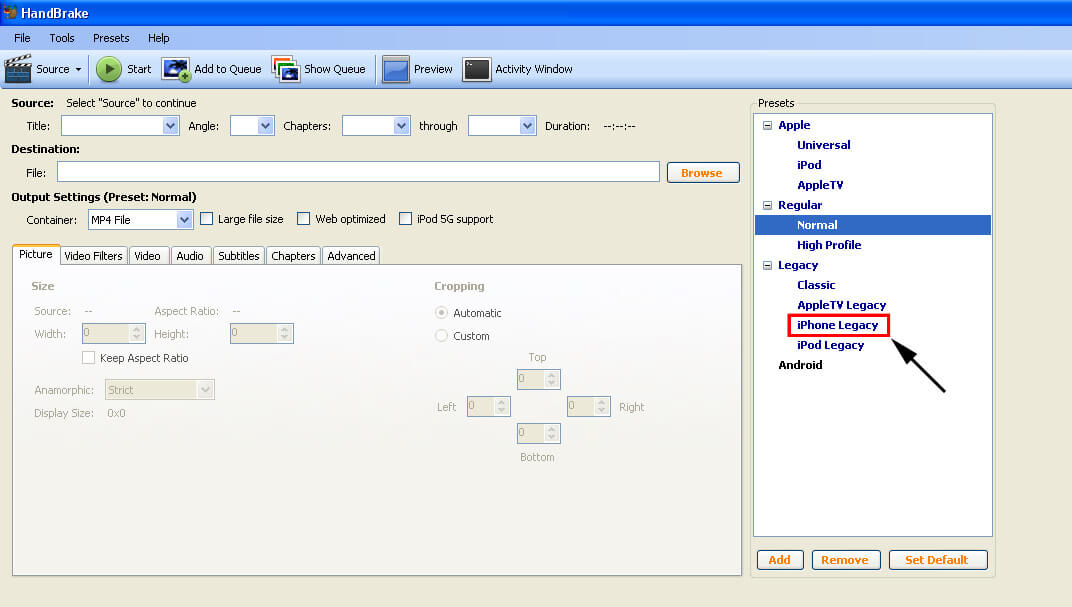 HandBrake
File Tools Presets Help
Source Start Add to Queue Show Queue Preview Activity Window
Source: Select "Source" to continue
Title: Angle: Chapters: through Duration: --:--:--
Destination:
File: Browse
Output Settings (Preset: Normal)
Container: MP4 File Large file size Web optimized iPod 5G support
Picture Video Filters Video Audio Subtitles Chapters Advanced
Size
Source: -- Aspect Ratio: --
Width: 0 Height: 0
Keep Aspect Ratio
Anamorphic: Strict
Display Size: 0x0
Cropping
Automatic
Custom
Top
0
Left 0 0 Right
0
Bottom
Presets
Apple
Universal
iPod
AppleTV
Regular
Normal
High Profile
Legacy
Classic
AppleTV Legacy
iPhone Legacy
iPod Legacy
Android
Add Remove Set Default